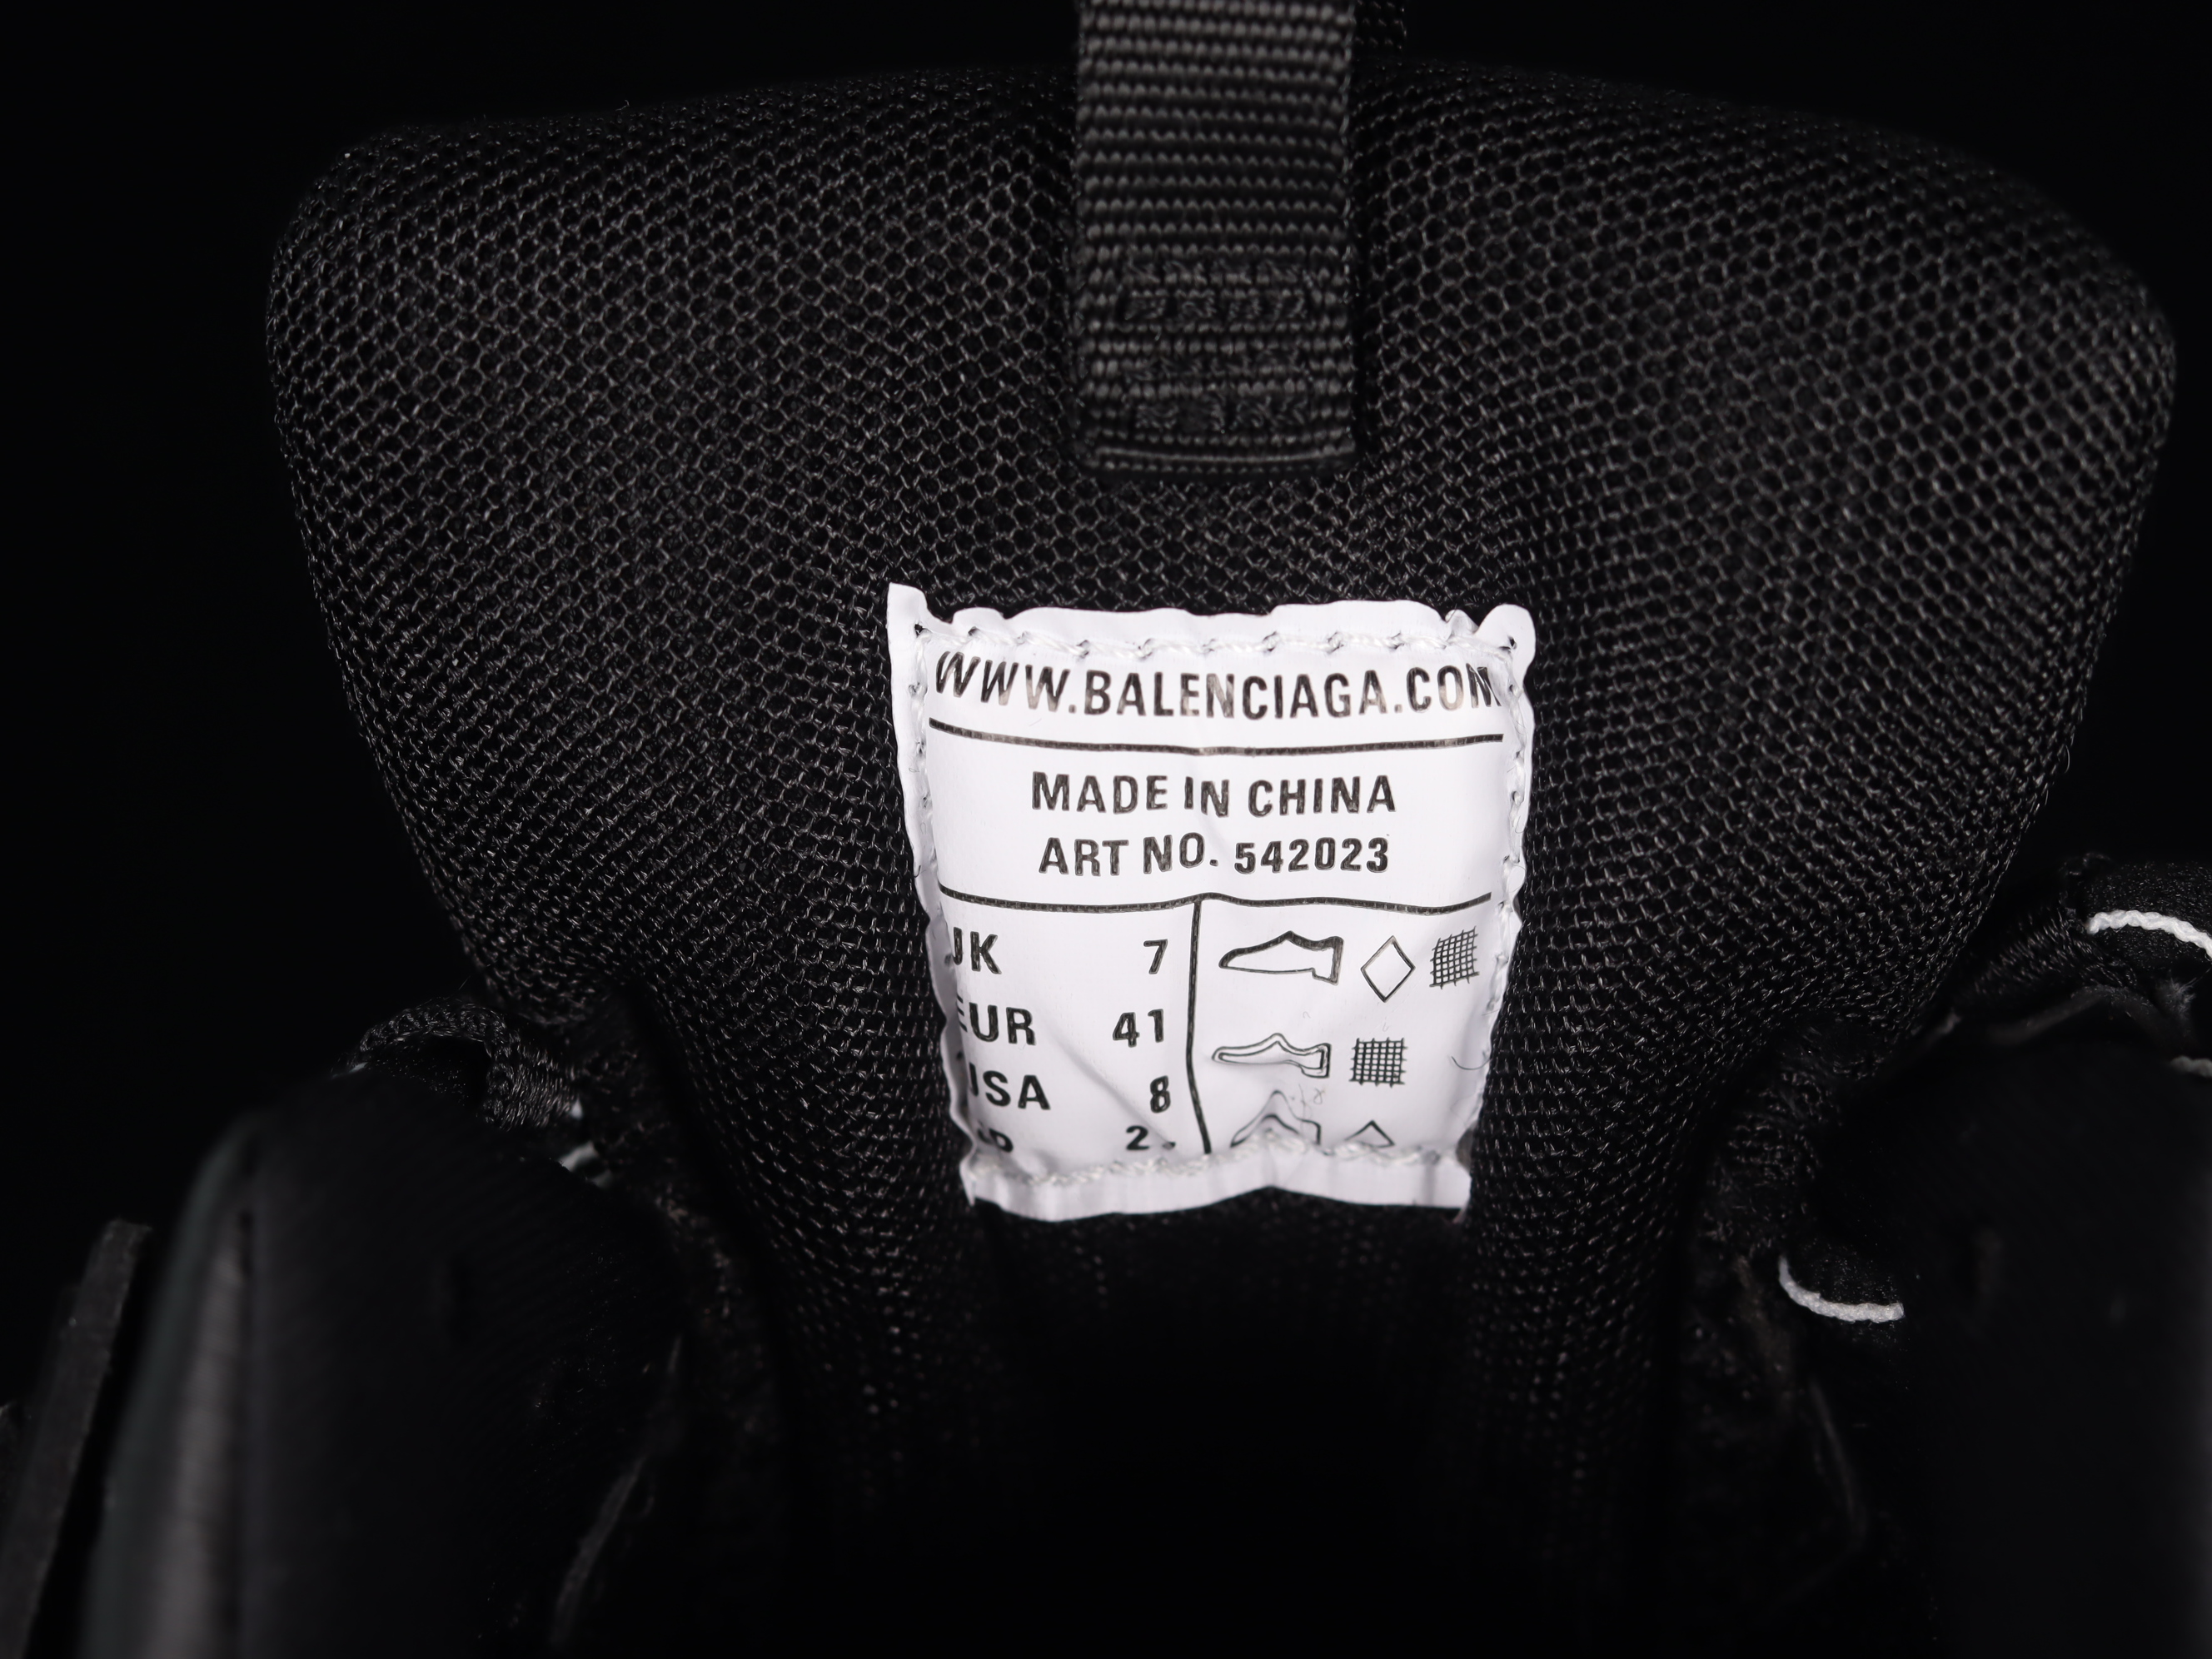 WWW.BALENCIAGA.COM
MADE IN CHINA
ART NO. 542023
UK 7
EUR 41
USA 8